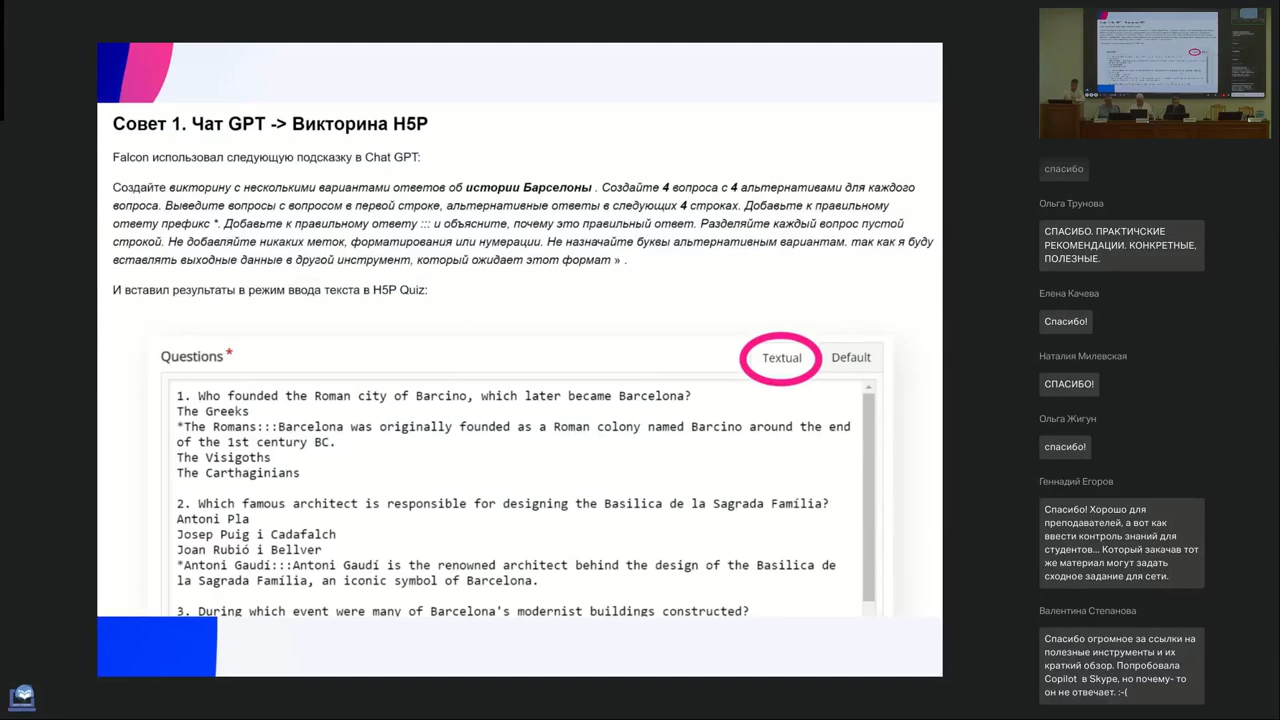 Совет 1. Чат GPT -> Викторина H5P
Falcon использовал следующую подсказку в Chat GPT:
Создайте викторину с несколькими вариантами ответов об истории Барселоны . Создайте 4 вопроса с 4 альтернативами для каждого
вопроса. Выведите вопросы с вопросом в первой строке, альтернативные ответы в следующих 4 строках. Добавьте к правильному
ответу префикс *. Добавьте к правильному ответу ::: и объясните, почему это правильный ответ. Разделяйте каждый вопрос пустой
строкой. Не добавляйте никаких меток, форматирования или нумерации. Не назначайте буквы альтернативным вариантам. так как я буду
вставлять выходные данные в другой инструмент, который ожидает этот формат » .
И вставил результаты в режим ввода текста в H5P Quiz:
Questions *
Textual
Default
1. Who founded the Roman city of Barcino, which later became Barcelona?
The Greeks
*The Romans:::Barcelona was originally founded as a Roman colony named Barcino around the end
of the 1st century BC.
The Visigoths
The Carthaginians
2. Which famous architect is responsible for designing the Basilica de la Sagrada Família?
Antoni Pla
Josep Puig i Cadafalch
Joan Rubió i Bellver
*Antoni Gaudí:::Antoni Gaudí is the renowned architect behind the design of the Basilica de
la Sagrada Família, an iconic symbol of Barcelona.
3. During which event were many of Barcelona's modernist buildings constructed?
спасибо
Ольга Трунова
СПАСИБО. ПРАКТИЧСКИЕ
РЕКОМЕНДАЦИИ. КОНКРЕТНЫЕ,
ПОЛЕЗНЫЕ.
Елена Качева
Спасибо!
Наталия Милевская
СПАСИБО!
Ольга Жигун
спасибо!
Геннадий Егоров
Спасибо! Хорошо для
преподавателей, а вот как
ввести контроль знаний для
студентов... Который закачав тот
же материал могут задать
сходное задание для сети.
Валентина Степанова
Спасибо огромное за ссылки на
полезные инструменты и их
краткий обзор. Попробовала
Copilot в Skype, но почему- то
он не отвечает. :-(